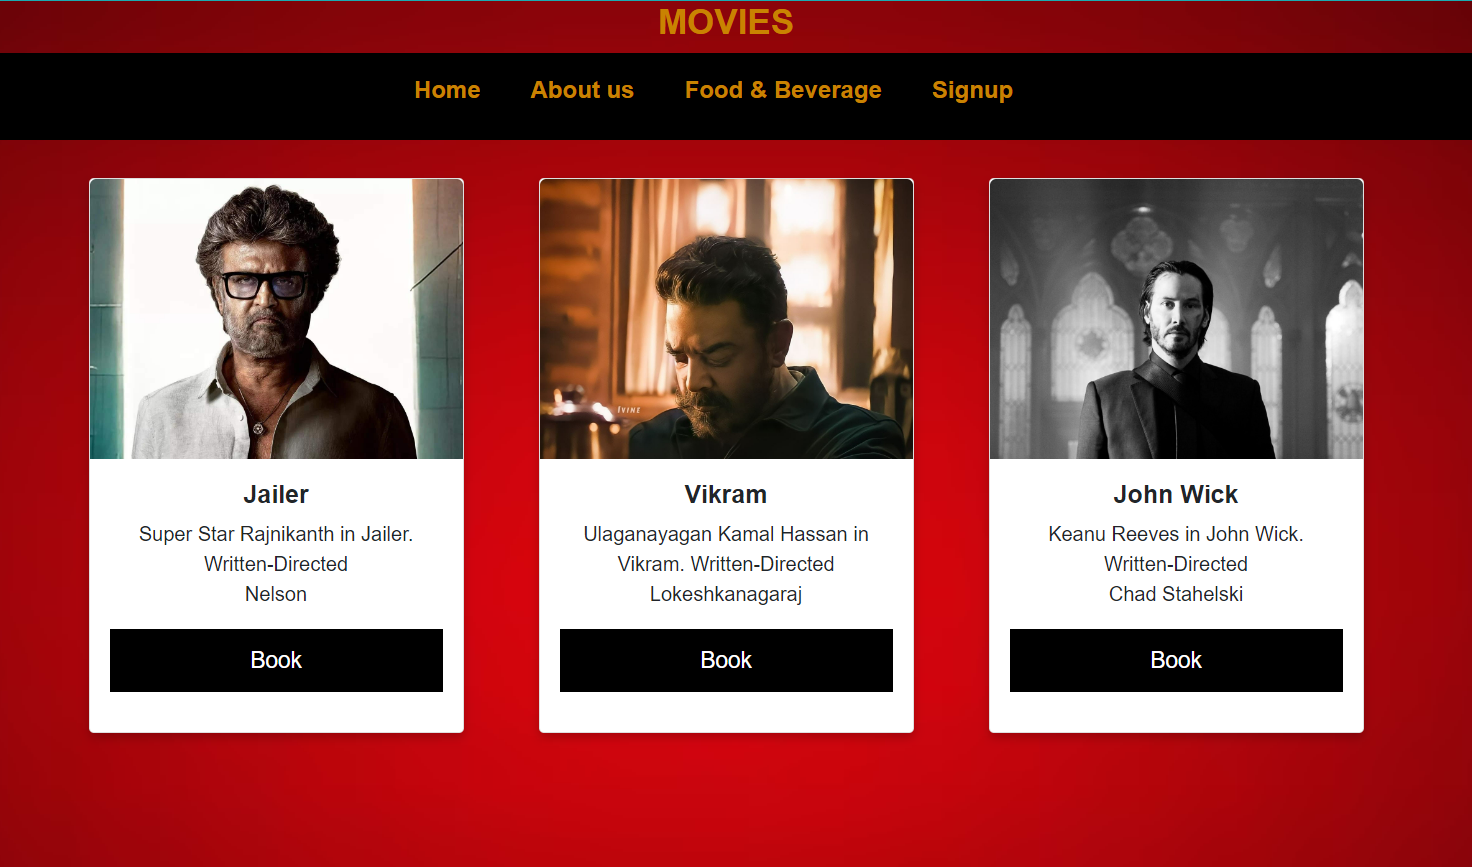 MOVIES
Home About us Food & Beverage Signup
Jailer
Super Star Rajnikanth in Jailer.
Written-Directed
Nelson
Book
IVINE
Vikram
Ulaganayagan Kamal Hassan in
Vikram. Written-Directed
Lokeshkanagaraj
Book
John Wick
Keanu Reeves in John Wick.
Written-Directed
Chad Stahelski
Book